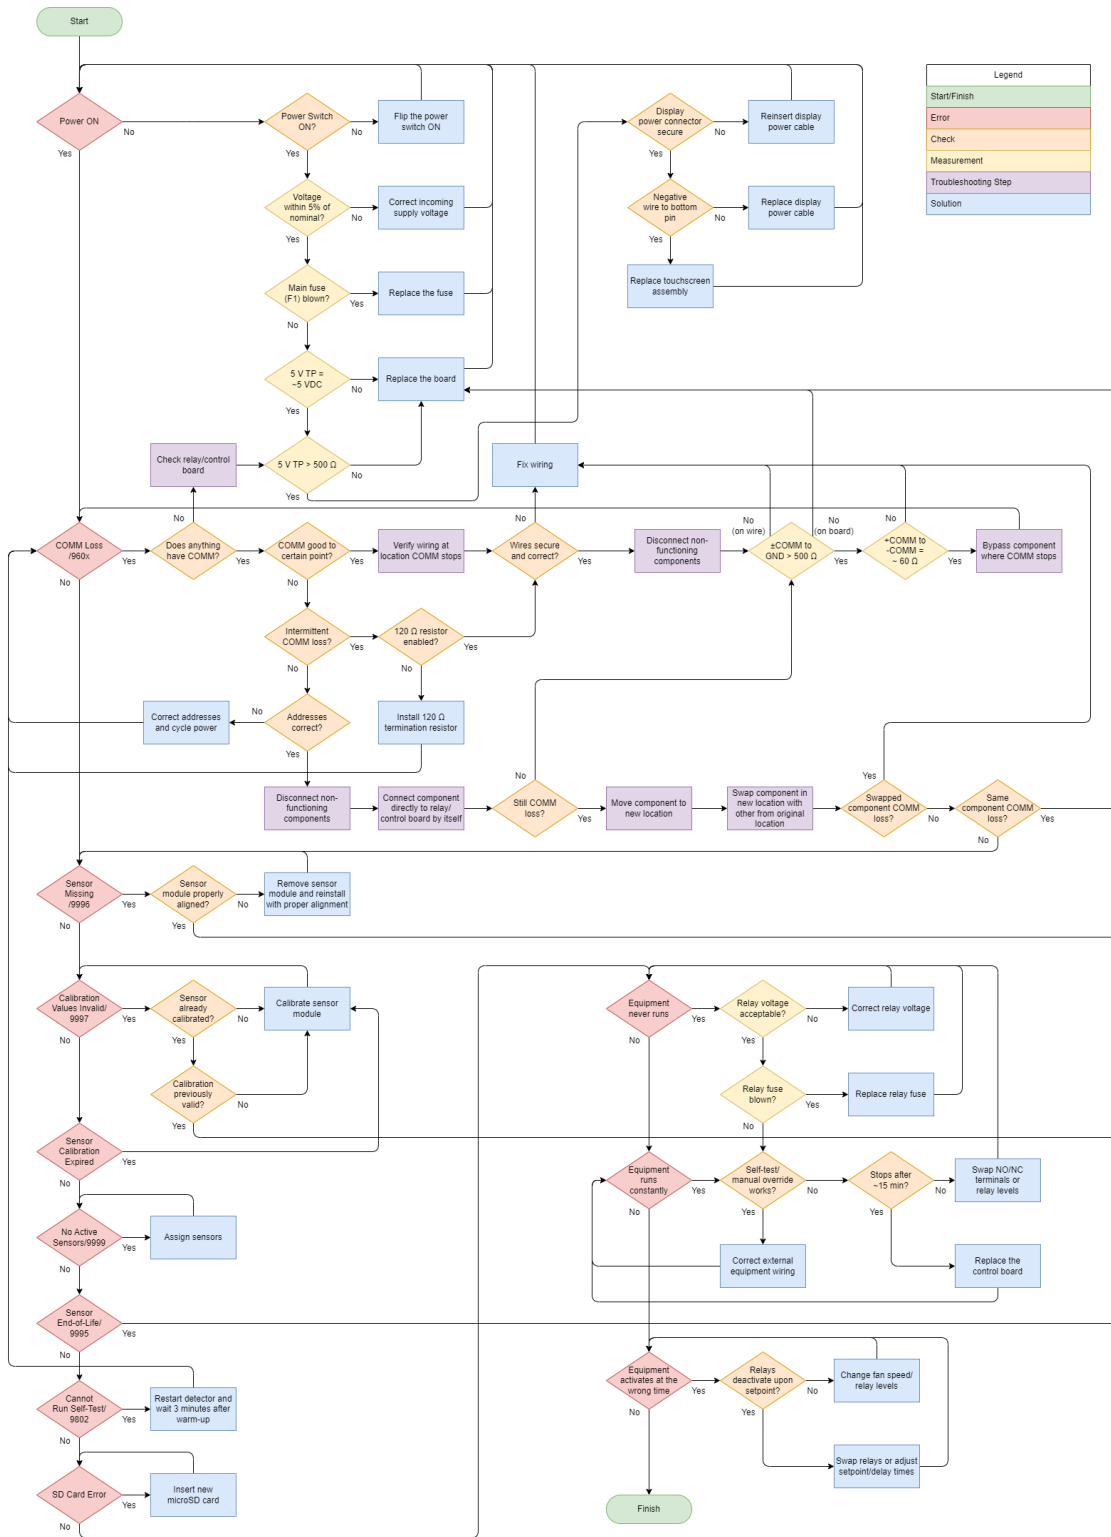 Start
Legend
Start/Finish
Error
Check
Measurement
Troubleshooting Step
Solution
Power ON
No
Yes
Power Switch
ON?
No
Flip the power
switch ON
Display
power connector
secure
No
Yes
Reinsert display
power cable
Voltage
within 5% of
nominal?
No
Yes
Correct incoming
supply voltage
Negative
wire to bottom
pin
No
Yes
Replace display
power cable
Main fuse
(F1) blown?
Yes
No
Replace the fuse
Replace touchscreen
assembly
5 V TP =
~5 VDC
No
Yes
Replace the board
Check relay/control
board
5 V TP > 500 Ω
No
Yes
Fix wiring
COMM Loss
/960x
Yes
No
No
Does anything
have COMM?
Yes
COMM good to
certain point?
Yes
No
Verify wiring at
location COMM stops
No
Wires secure
and correct?
Yes
Disconnect non-
functioning
components
No
(on wire)
No
(on board)
±COMM to
GND > 500 Ω
Yes
No
+COMM to
-COMM =
~ 60 Ω
Yes
Bypass component
where COMM stops
Intermittent
COMM loss?
Yes
No
120 Ω resistor
enabled?
Yes
No
Correct addresses
and cycle power
No
Addresses
correct?
Yes
Install 120 Ω
termination resistor
Disconnect non-
functioning
components
Connect component
directly to relay/
control board by itself
No
Still COMM
loss?
Yes
Move component to
new location
Swap component in
new location with
other from original
location
Yes
Swapped
component COMM
loss?
No
Same
component COMM
loss?
Yes
No
Sensor
Missing
/9996
Yes
No
Sensor
module properly
aligned?
No
Yes
Remove sensor
module and reinstall
with proper alignment
Calibration
Values Invalid/
9997
Yes
No
Sensor
already
calibrated?
No
Yes
Calibrate sensor
module
Calibration
previously
valid?
No
Yes
Sensor
Calibration
Expired
Yes
No Active
Sensors/9999
Yes
No
Assign sensors
Sensor
End-of-Life/
9995
Yes
No
Cannot
Run Self-Test/
9802
Yes
No
Restart detector and
wait 3 minutes after
warm-up
SD Card Error
Yes
No
Insert new
microSD card
Equipment
never runs
Yes
No
Relay voltage
acceptable?
No
Yes
Correct relay voltage
Relay fuse
blown?
Yes
No
Replace relay fuse
Equipment
runs
constantly
Yes
No
Self-test/
manual override
works?
No
Yes
Stops after
~15 min?
No
Yes
Swap NO/NC
terminals or
relay levels
Correct external
equipment wiring
Replace the
control board
Equipment
activates at the
wrong time
Yes
No
Relays
deactivate upon
setpoint?
No
Yes
Change fan speed/
relay levels
Swap relays or adjust
setpoint/delay times
Finish